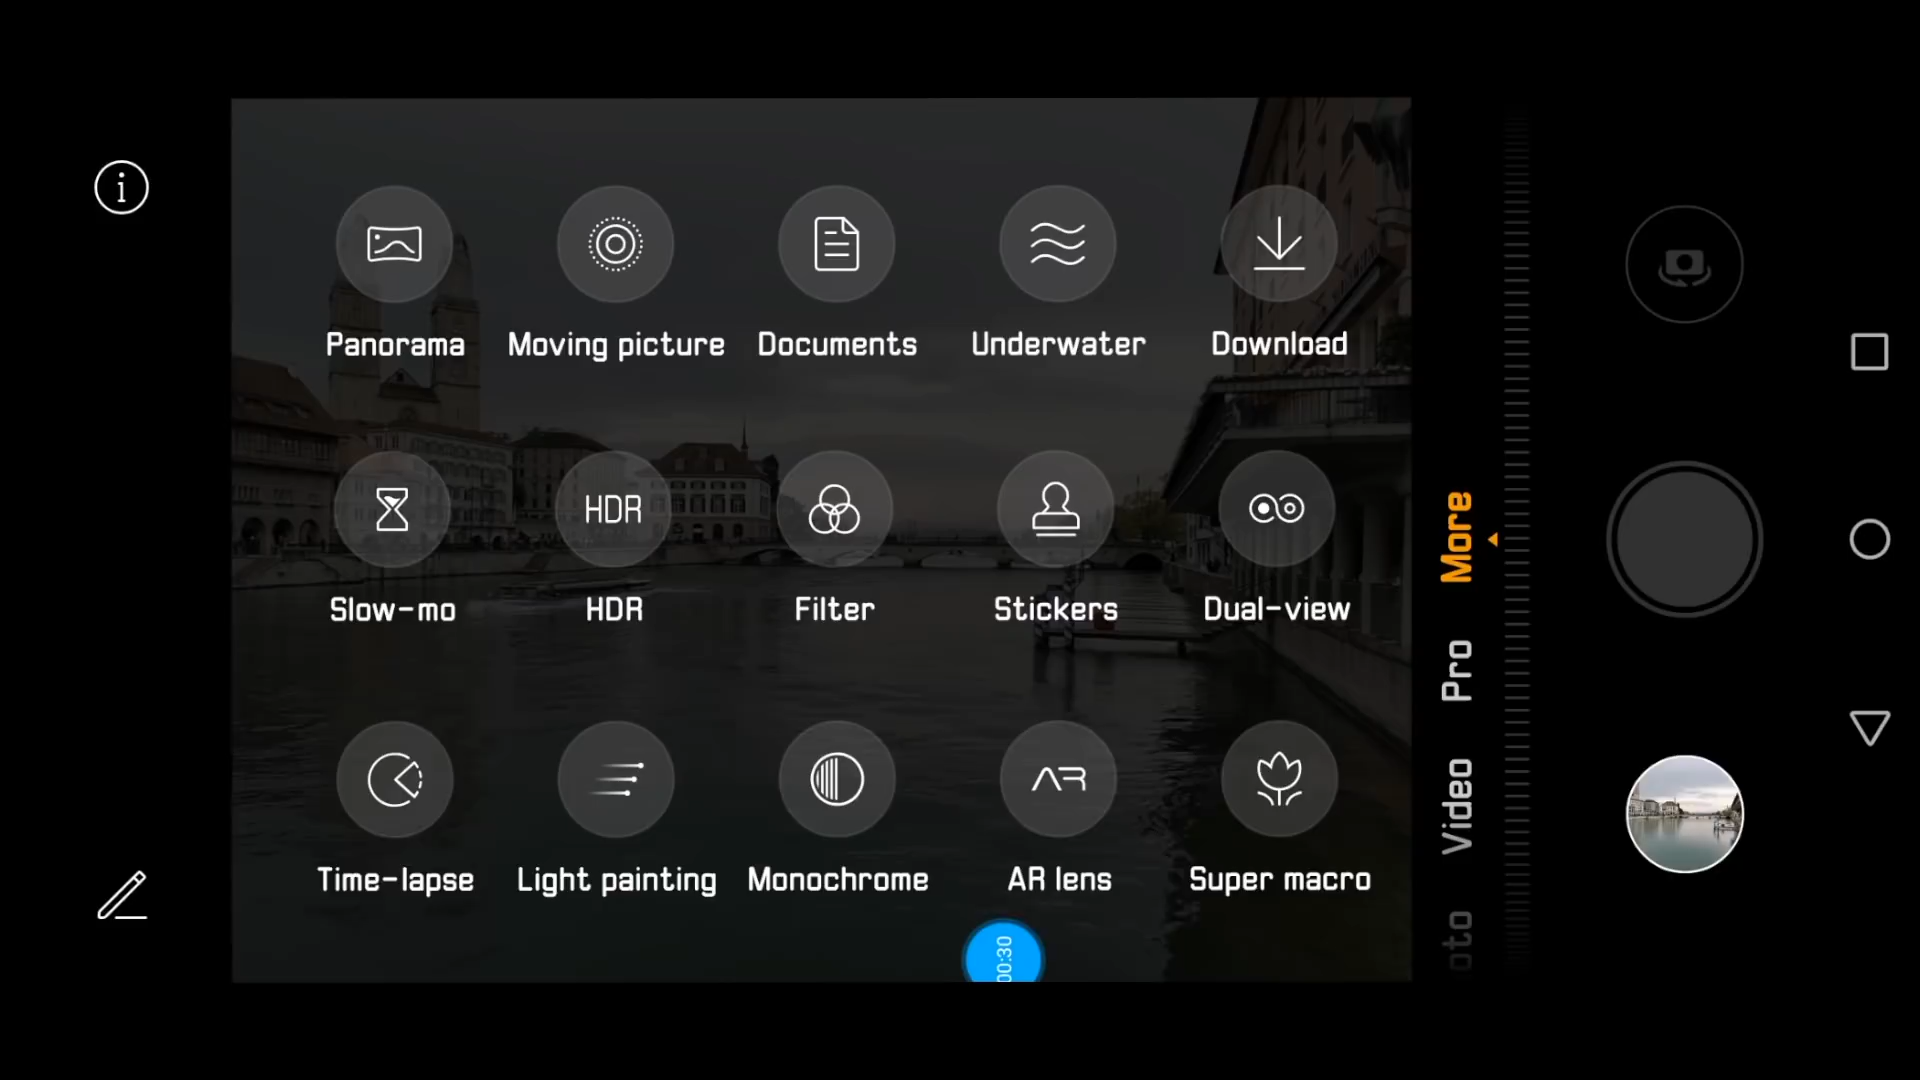 Panorama
Moving picture
Documents
Underwater
Download
HDR
Slow-mo
HDR
Filter
Stickers
Dual-view
AR
Time-lapse
Light painting
Monochrome
AR lens
Super macro
More
Pro
Video
oto
00:30